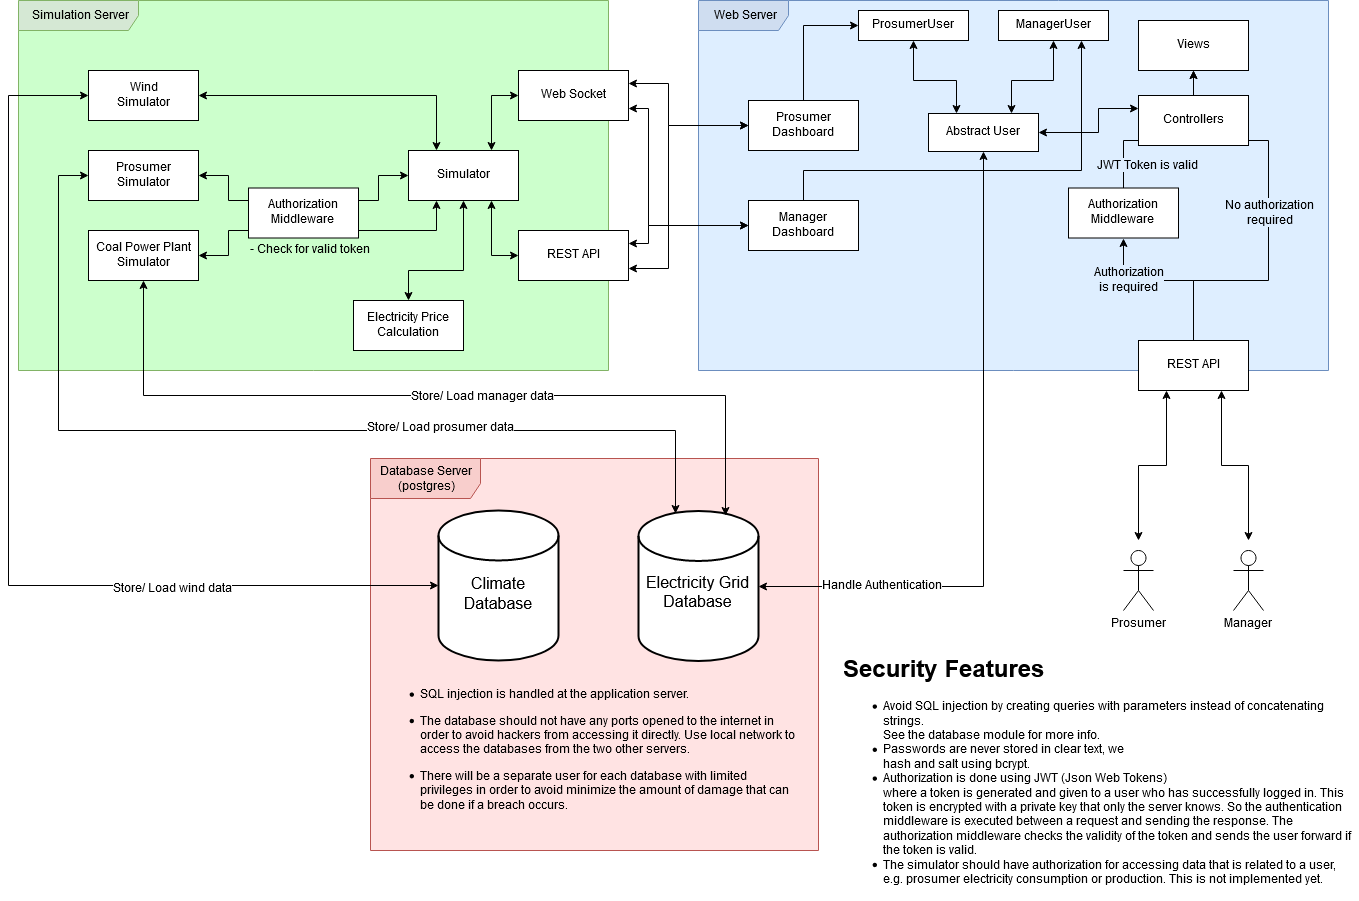 Simulation Server
Wind
Simulator
Prosumer
Simulator
Coal Power Plant
Simulator
Authorization
Middleware
- Check for valid token
Simulator
Electricity Price
Calculation
Web Socket
REST API
Web Server
ProsumerUser
ManagerUser
Views
Prosumer
Dashboard
Abstract User
Controllers
JWT Token is valid
Manager
Dashboard
Authorization
Middleware
No authorization
required
Authorization
is required
REST API
Store/ Load manager data
Store/ Load prosumer data
Store/ Load wind data
Handle Authentication
Database Server
(postgres)
Climate
Database
Electricity Grid
Database
• SQL injection is handled at the application server.
• The database should not have any ports opened to the internet in
order to avoid hackers from accessing it directly. Use local network to
access the databases from the two other servers.
• There will be a separate user for each database with limited
privileges in order to avoid minimize the amount of damage that can
be done if a breach occurs.
Prosumer
Manager
Security Features
• Avoid SQL injection by creating queries with parameters instead of concatenating
strings.
See the database module for more info.
• Passwords are never stored in clear text, we
hash and salt using bcrypt.
• Authorization is done using JWT (Json Web Tokens)
where a token is generated and given to a user who has successfully logged in. This
token is encrypted with a private key that only the server knows. So the authentication
middleware is executed between a request and sending the response. The
authorization middleware checks the validity of the token and sends the user forward if
the token is valid.
• The simulator should have authorization for accessing data that is related to a user,
e.g. prosumer electricity consumption or production. This is not implemented yet.